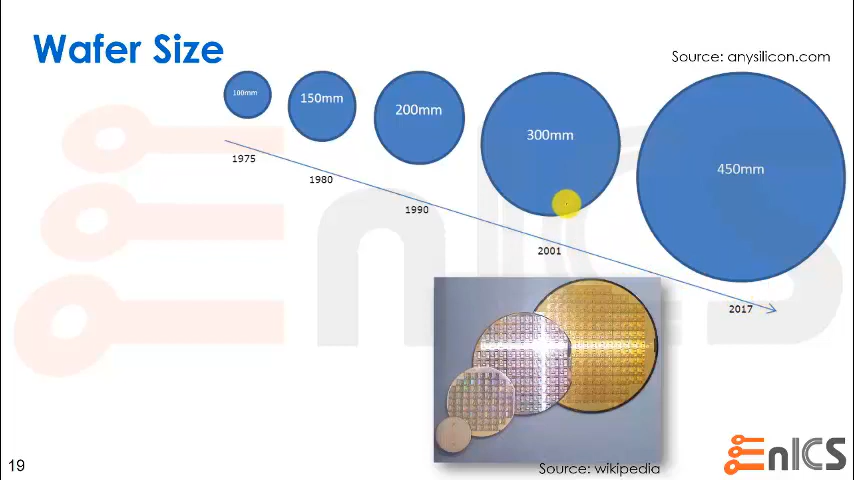 Wafer Size
Source: anysilicon.com
100mm
150mm
200mm
300mm
450mm
1975
1980
1990
2001
2017
Source: wikipedia
19
EnICS